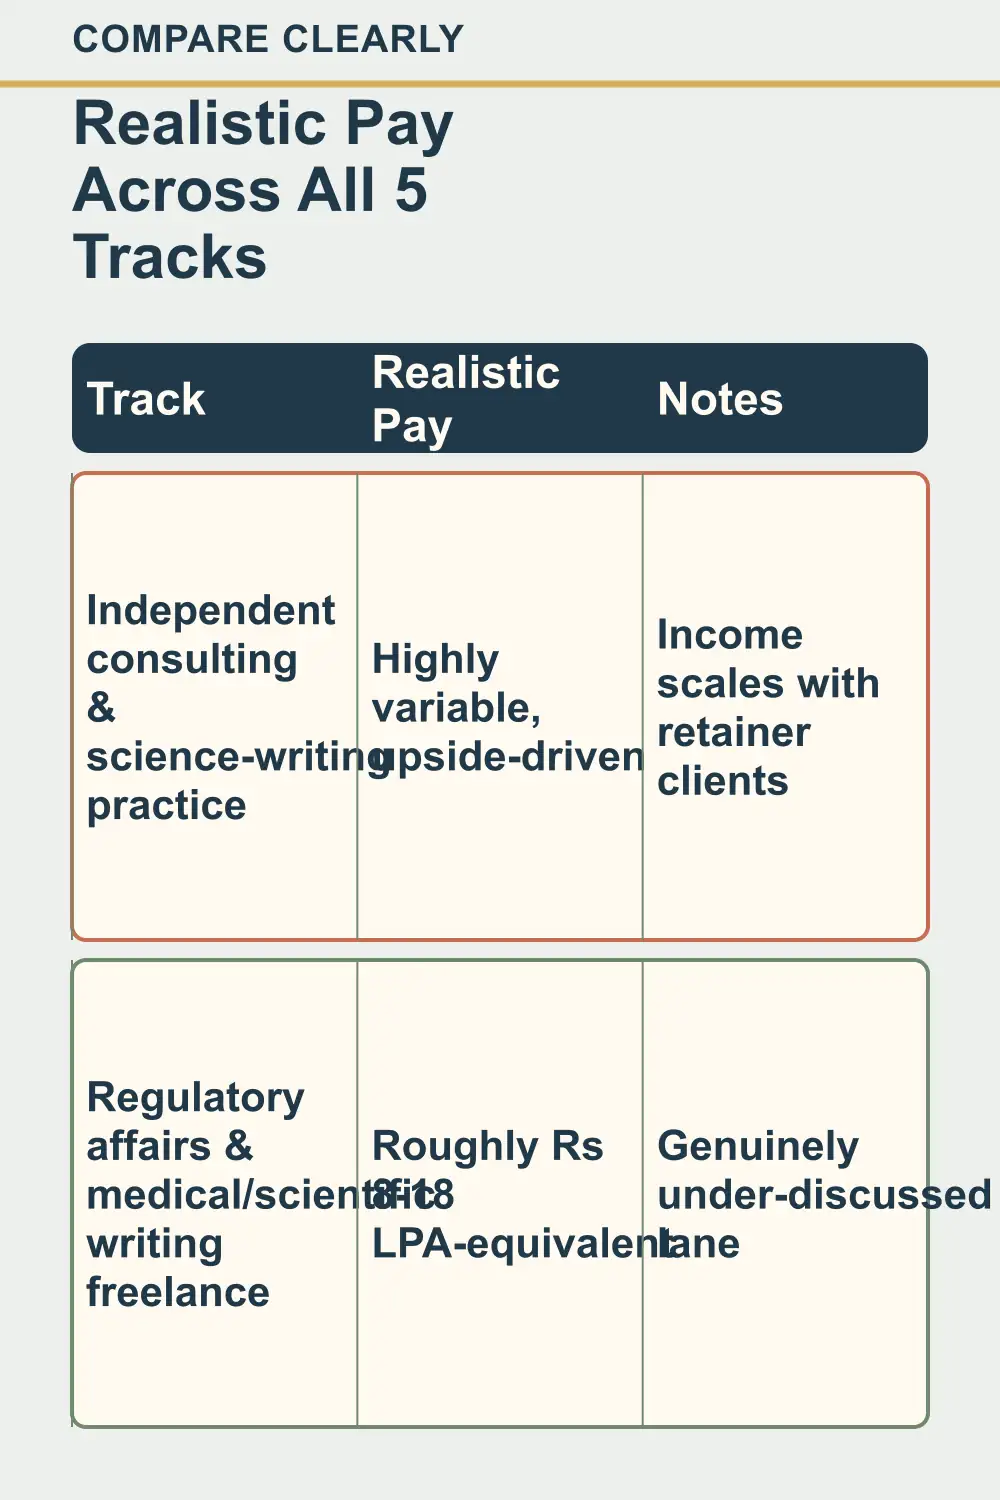 COMPARE CLEARLY
Realistic Pay
Across All 5
Tracks
Track
Realistic
Pay
Notes
Independent
consulting
&
science-writing
practice
Highly
variable,
upside-driven
Income
scales with
retainer
clients
Regulatory
affairs &
medical/scientific
writing
freelance
Roughly Rs
8-18
LPA-equivalent
Genuinely
under-discussed
lane